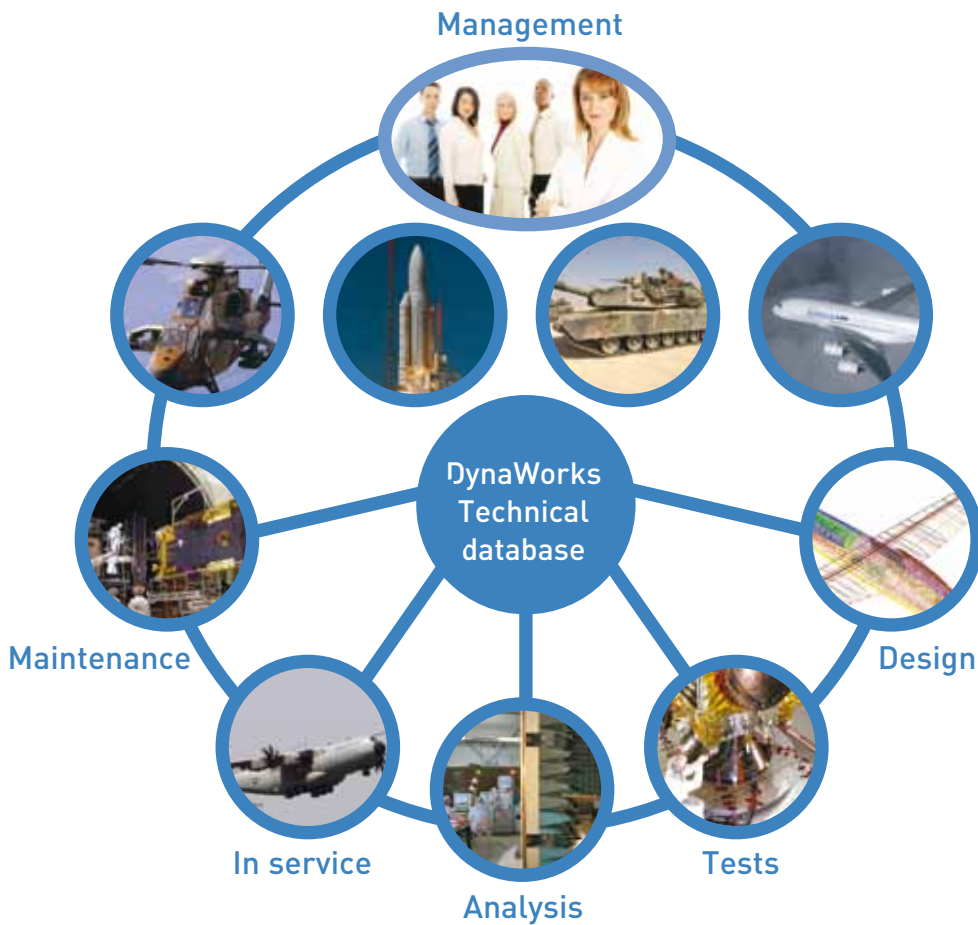 Management
DynaWorks
Technical
database
Maintenance
Design
In service
Tests
Analysis